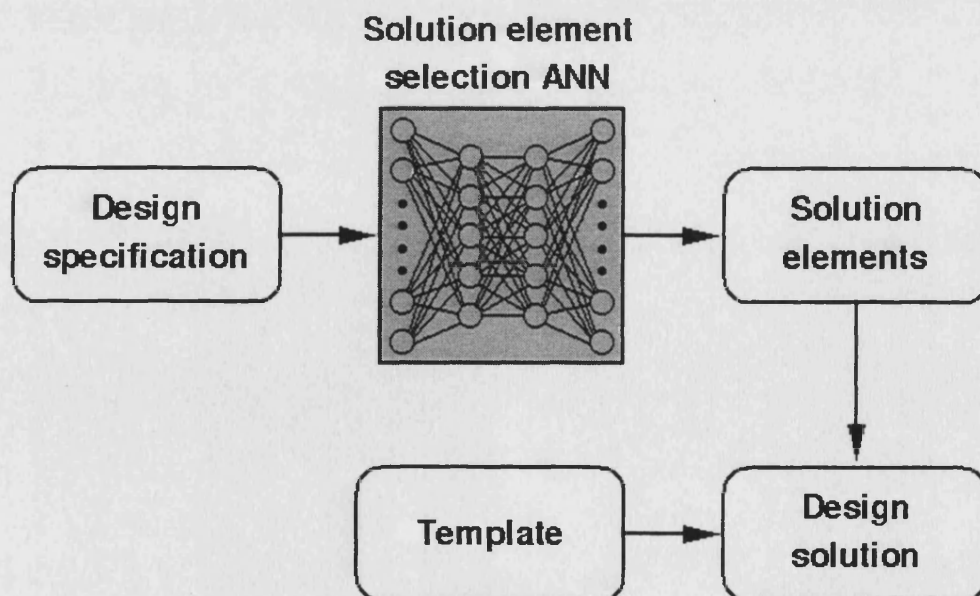 Solution element
selection ANN
Design
specification
Solution
elements
Template
Design
solution